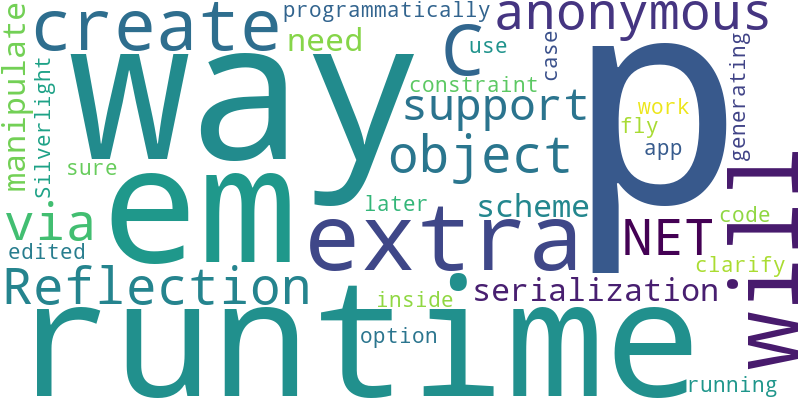 programmatically
anonymous
create
need
C
use
case
manipulate
way
p
constraint
Silverlight
support
work
fly
generating
object
app
sure
em
will
later
scheme
code
via
extra
NET
edited
clarify
Reflection
inside
serialization
runtime
option
running